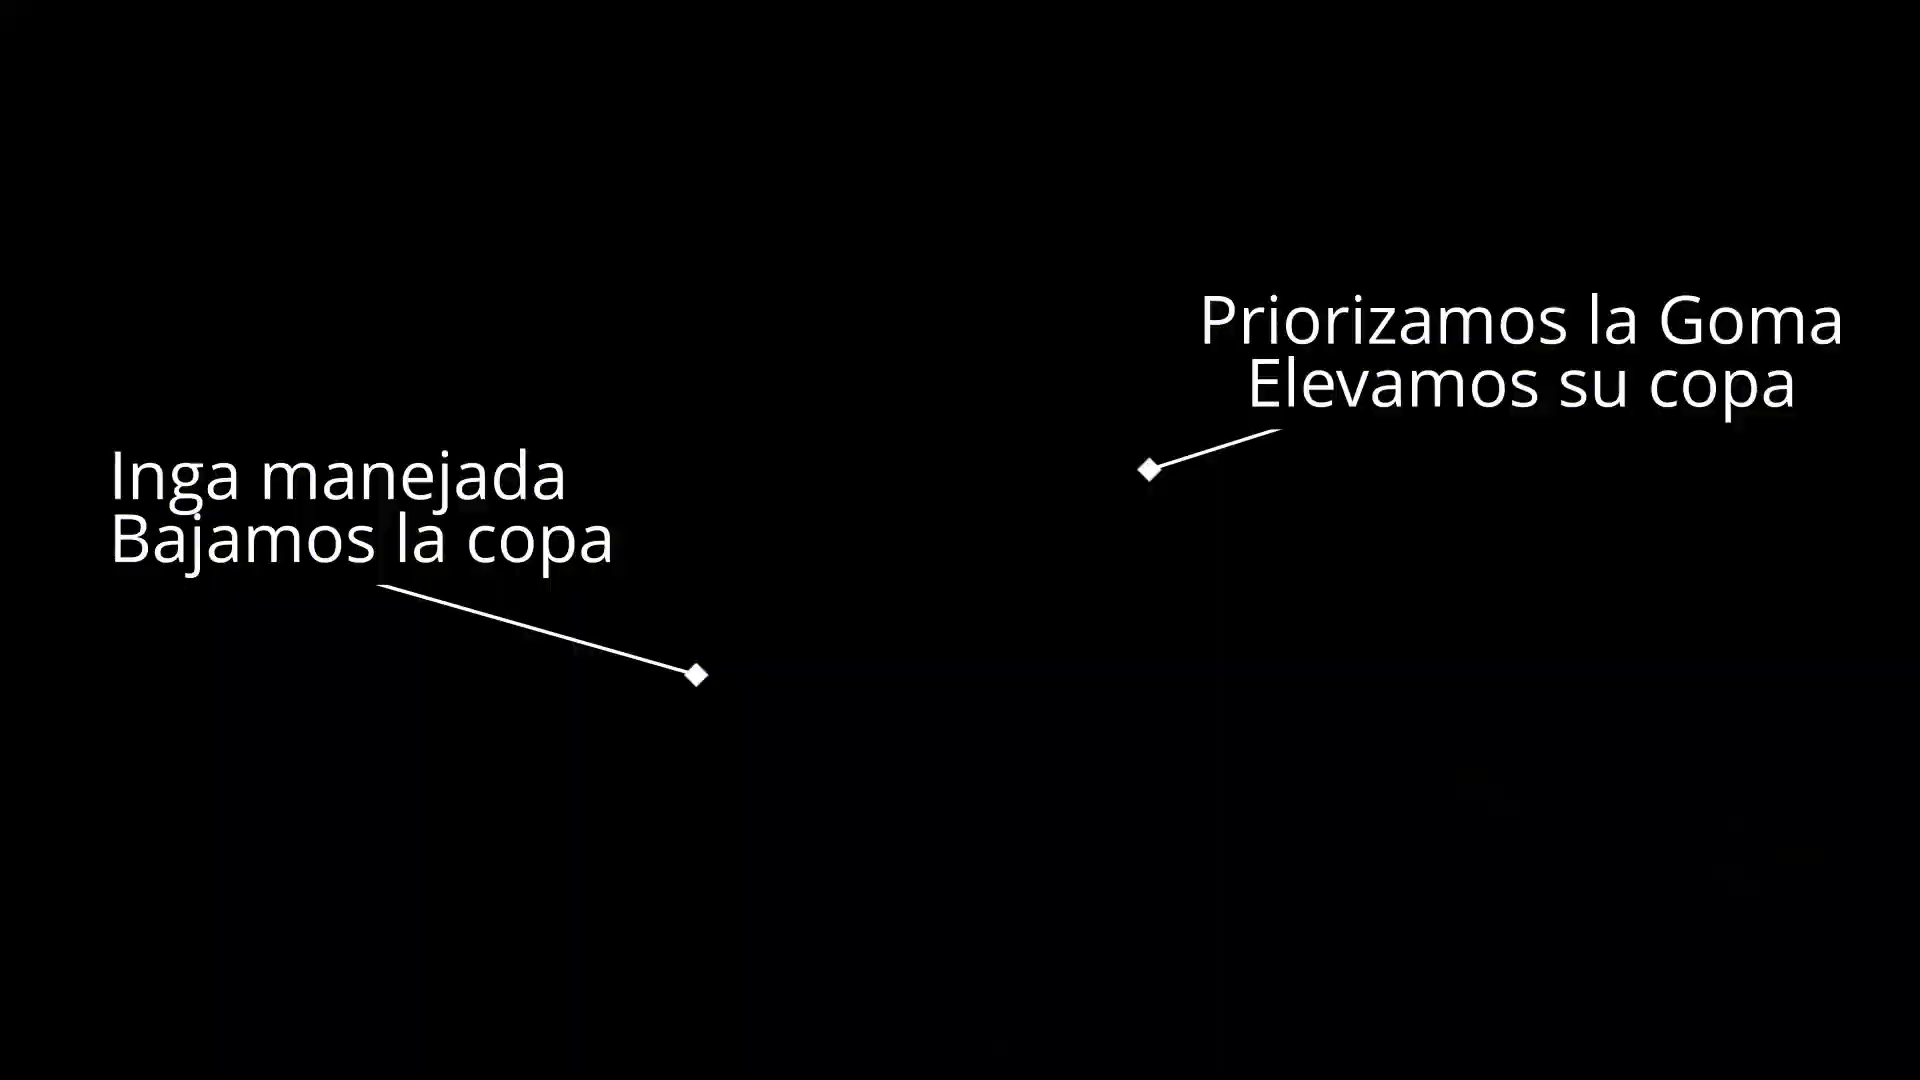 Priorizamos la Goma
Elevamos su copa
Inga manejada
Bajamos la copa